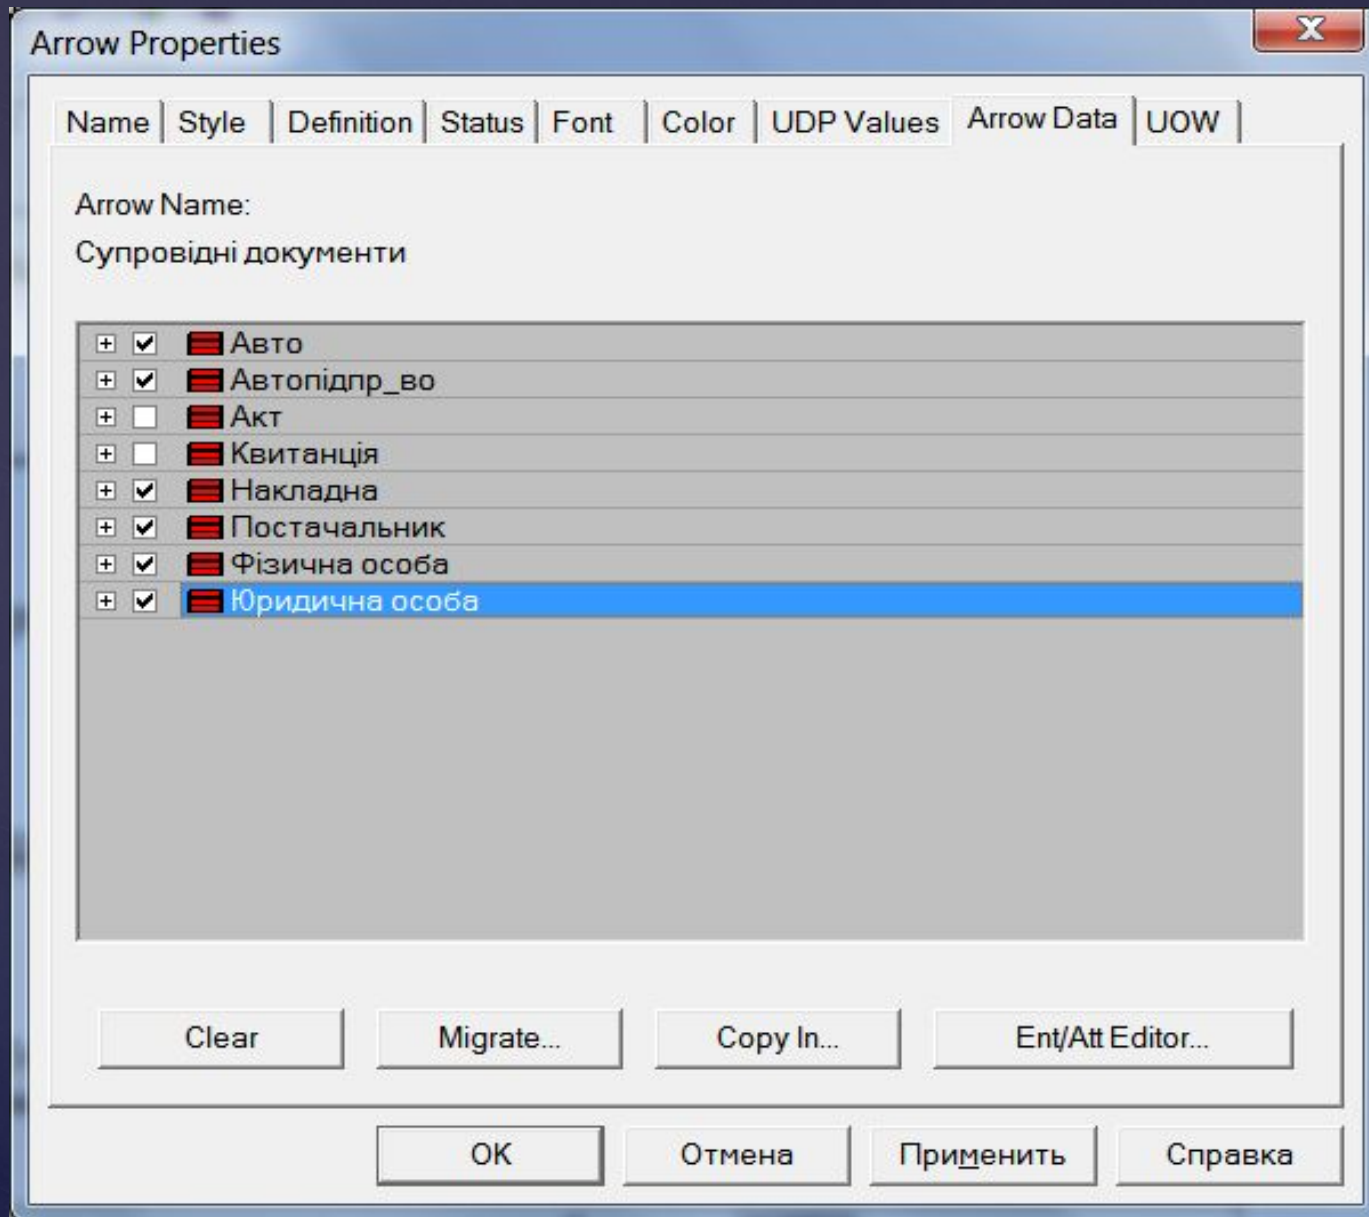 Arrow Properties
Name Style Definition Status Font Color UDP Values Arrow Data UOW
Arrow Name:
Супровідні документи
Авто
Автопідпр_во
Акт
Квитанція
Накладна
Постачальник
Фізична особа
Юридична особа
Clear Migrate... Copy In... Ent/Att Editor...
OK Отмена Применить Справка